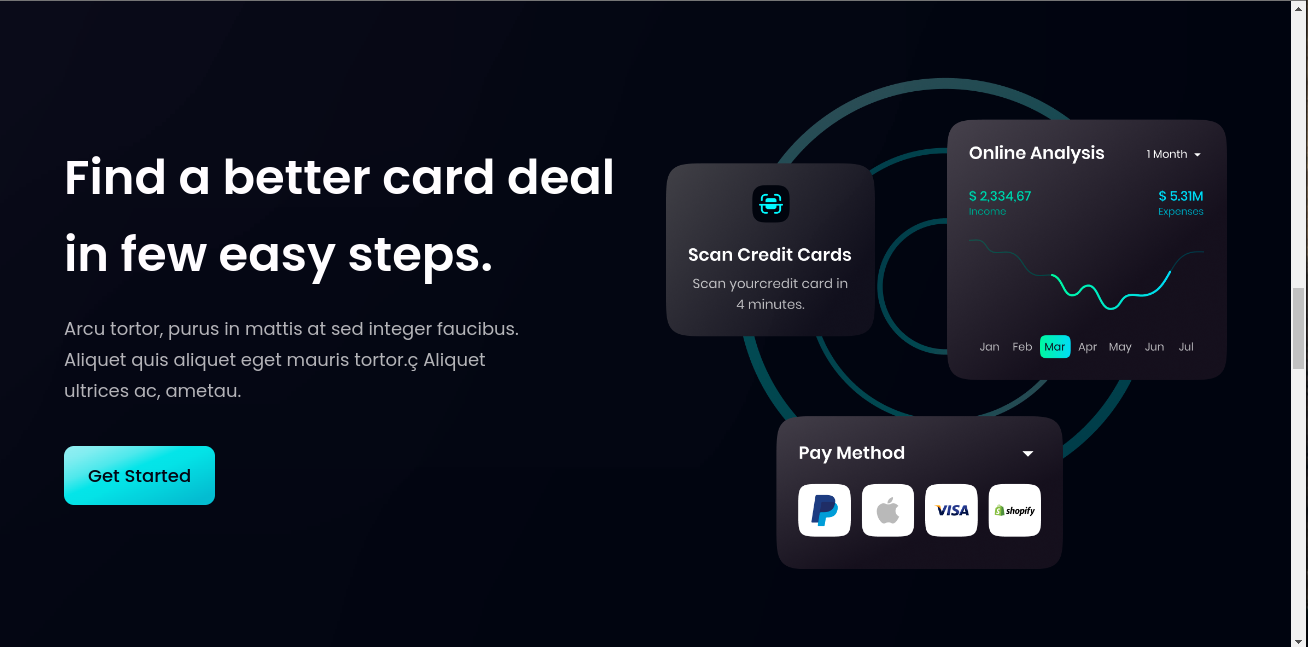 Find a better card deal
in few easy steps.
Arcu tortor, purus in mattis at sed integer faucibus.
Aliquet quis aliquet eget mauris tortor.ç Aliquet
ultrices ac, ametau.
Get Started
Scan Credit Cards
Scan yourcredit card in
4 minutes.
Online Analysis
1 Month
$ 2,334,67
$ 5.31M
Income
Expenses
Jan Feb Mar Apr May Jun Jul
Pay Method
VISA
shopify